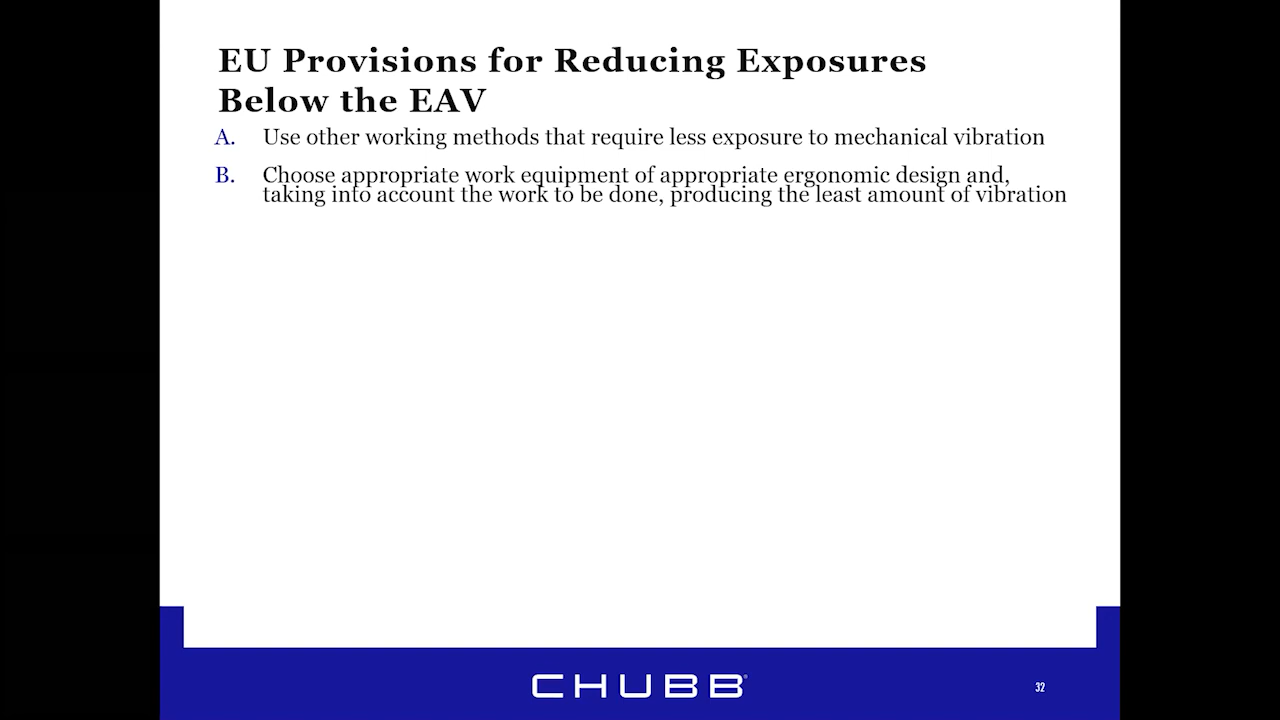 EU Provisions for Reducing Exposures
Below the EAV
A. Use other working methods that require less exposure to mechanical vibration
B. Choose appropriate work equipment of appropriate ergonomic design and,
taking into account the work to be done, producing the least amount of vibration
CHUBB®
32